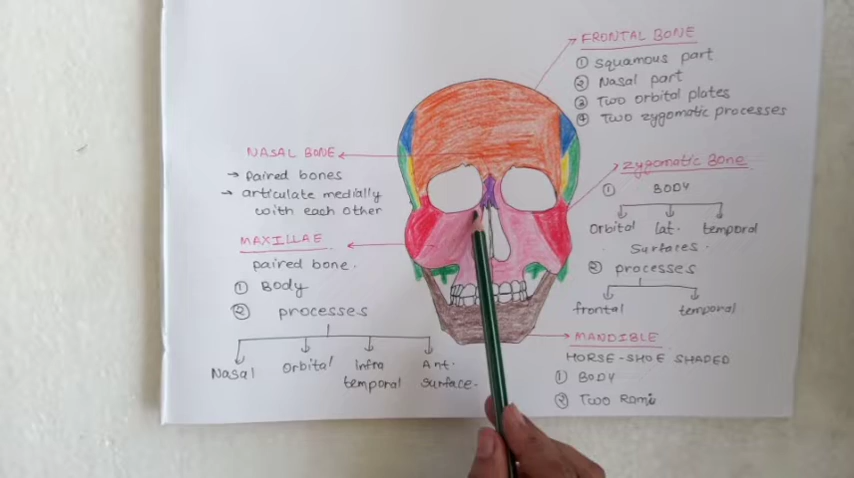 FRONTAL BONE
① Squamous part
② Nasal part
③ Two orbital plates
④ Two zygomatic processes
NASAL BONE
→ Paired bones
→ articulate medially
with each other
MAXILLAE
paired bone.
① Body
② processes
Nasal Orbital Infra temporal Ant. surface.
Zygomatic Bone
① BODY
Orbital lat. temporal
Surfaces.
② processes
frontal temporal
MANDIBLE
HORSE-SHOE SHADED
① BODY
② Two Rami